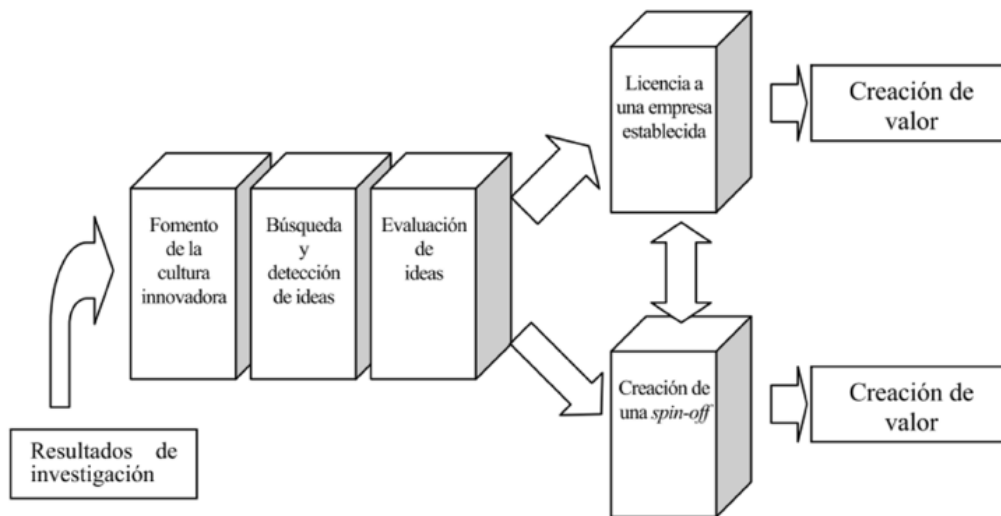 Resultados de
investigación
Fomento
de la
cultura
innovadora
Búsqueda
y
detección
de ideas
Evaluación
de
ideas
Licencia a
una empresa
establecida
Creación de
valor
Creación de
una spin-off
Creación de
valor